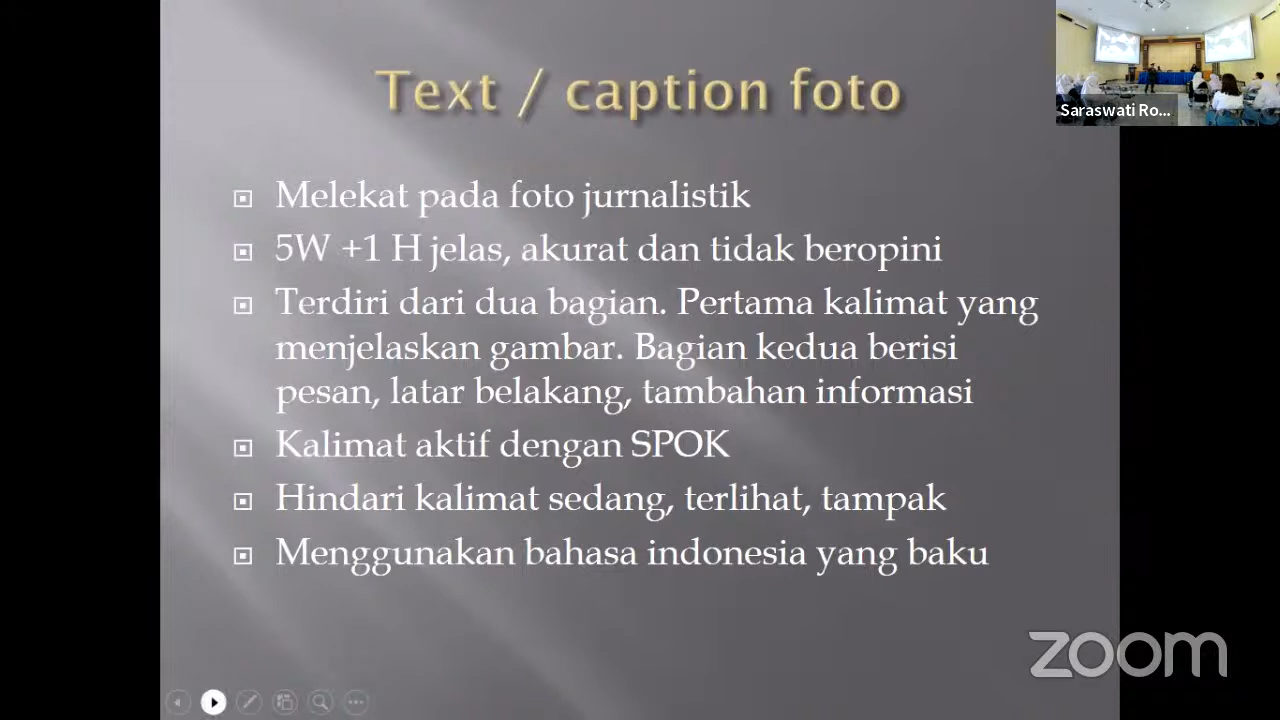 Text / caption foto
Saraswati Ro...
Melekat pada foto jurnalistik
5W +1 H jelas, akurat dan tidak beropini
Terdiri dari dua bagian. Pertama kalimat yang
menjelaskan gambar. Bagian kedua berisi
pesan, latar belakang, tambahan informasi
Kalimat aktif dengan SPOK
Hindari kalimat sedang, terlihat, tampak
Menggunakan bahasa indonesia yang baku
zoom